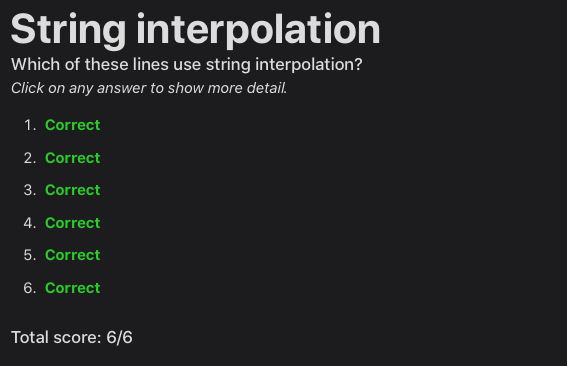 String interpolation
Which of these lines use string interpolation?
Click on any answer to show more detail.
1. Correct
2. Correct
3. Correct
4. Correct
5. Correct
6. Correct
Total score: 6/6